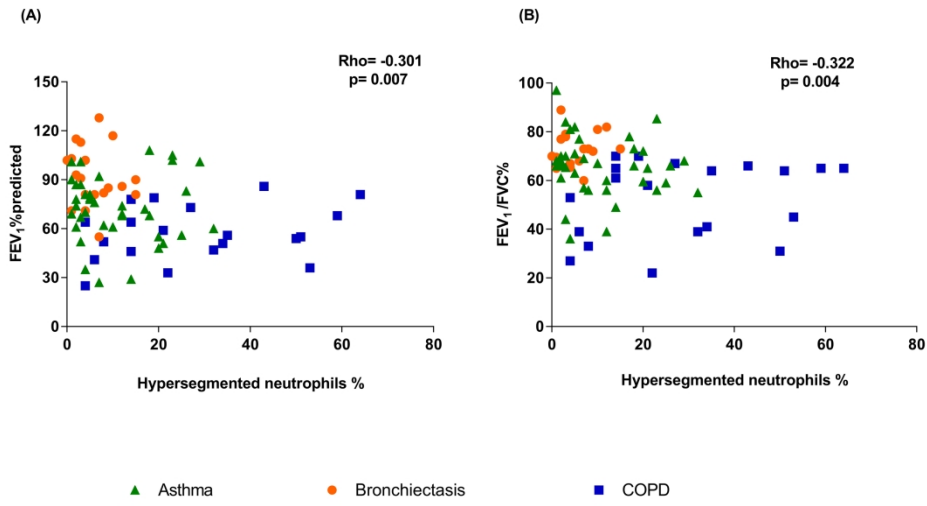 (A)
(B)
Rho= -0.301
p= 0.007
Rho= -0.322
p= 0.004
150
120
90
60
30
0
FEV1%predicted
0 20 40 60 80
Hypersegmented neutrophils %
100
80
60
40
20
0
FEV1/FVC%
0 20 40 60 80
Hypersegmented neutrophils %
Asthma Bronchiectasis COPD